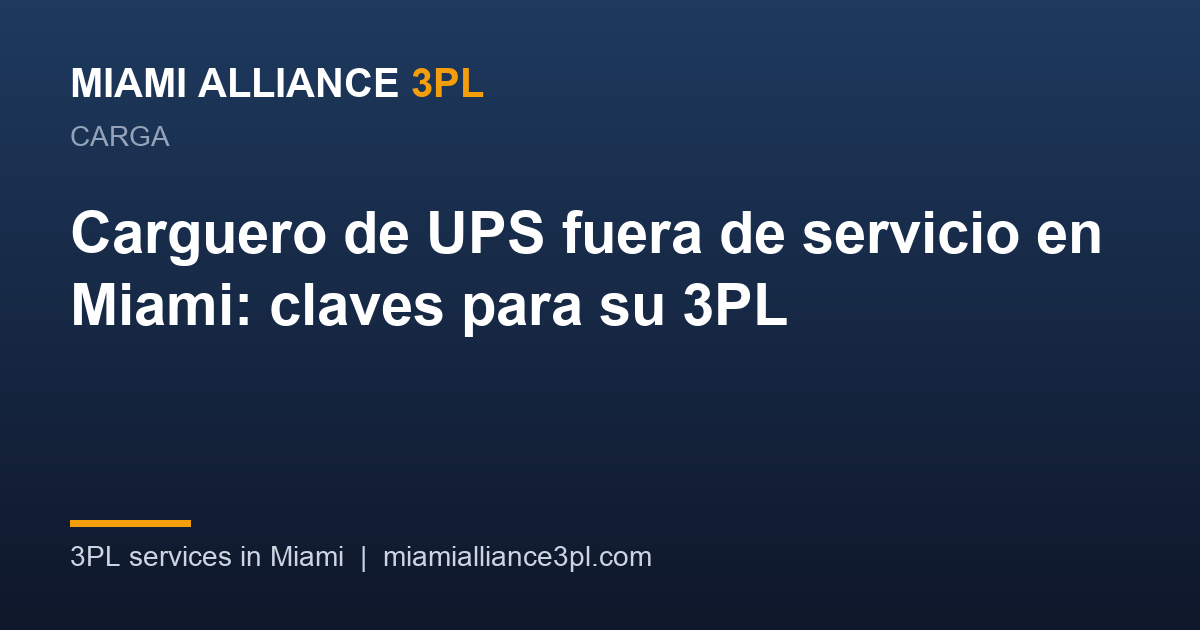 MIAMI ALLIANCE 3PL
CARGA
Carguero de UPS fuera de servicio en
Miami: claves para su 3PL
3PL services in Miami | miamialliance3pl.com